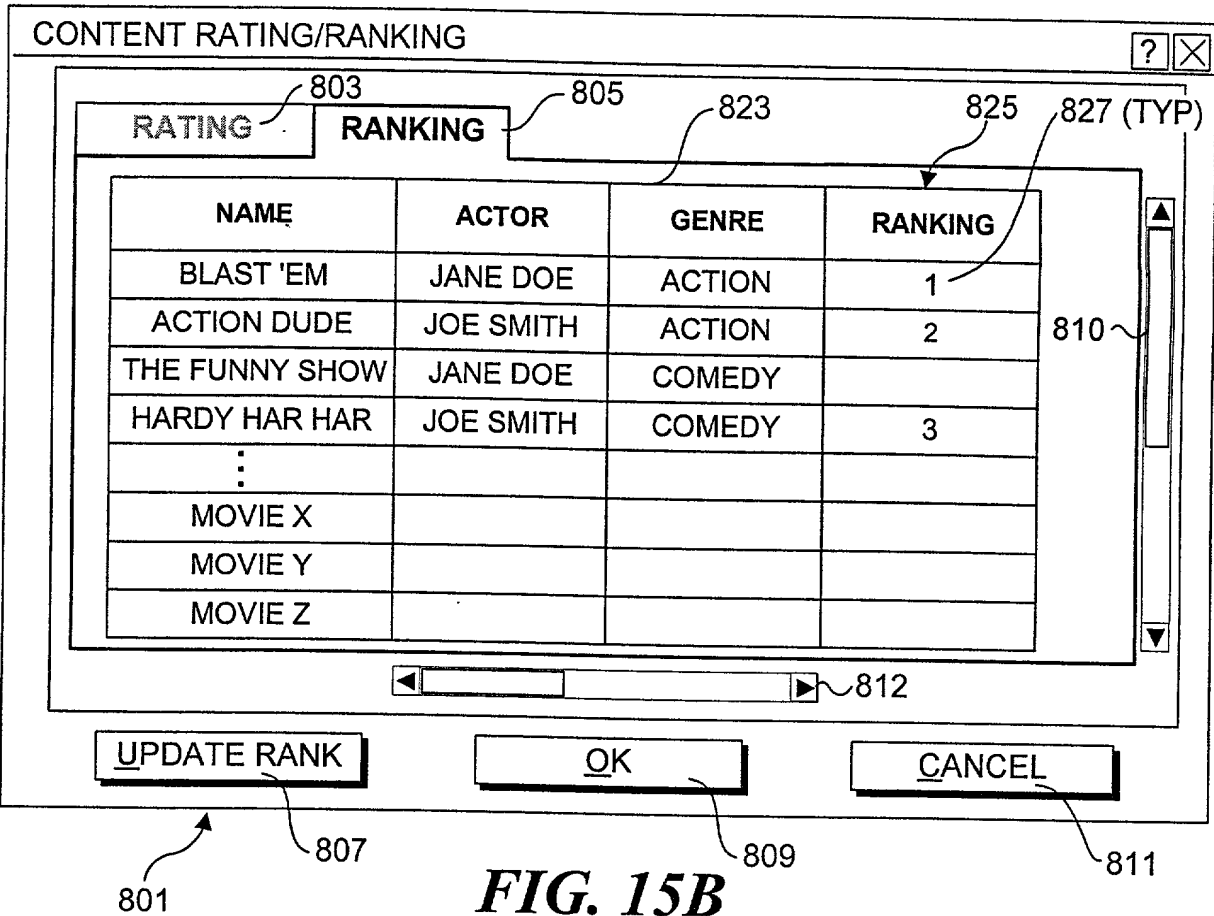 CONTENT RATING/RANKING ? X
803 805 823 825 827 (TYP)
RATING RANKING
NAME ACTOR GENRE RANKING
BLAST 'EM JANE DOE ACTION 1
ACTION DUDE JOE SMITH ACTION 2
810
THE FUNNY SHOW JANE DOE COMEDY
HARDY HAR HAR JOE SMITH COMEDY 3
MOVIE X
MOVIE Y
MOVIE Z
812
UPDATE RANK OK CANCEL
807 809 811
801
FIG. 15B